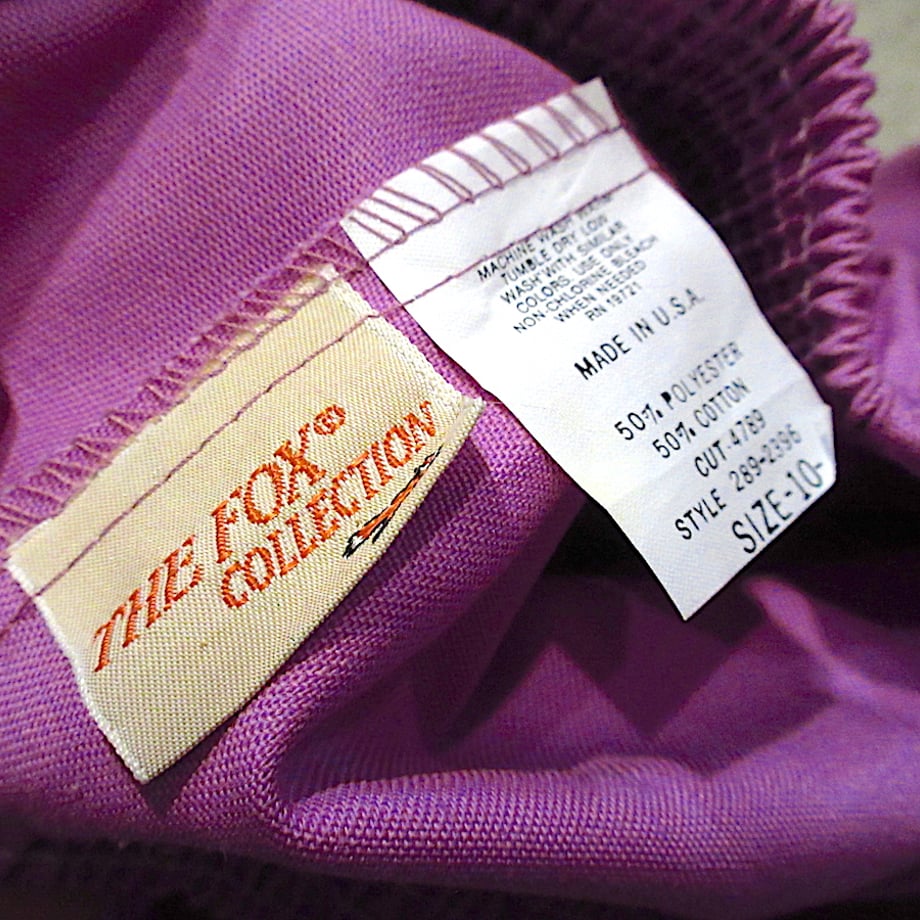 THE FOX®
COLLECTION
MACHINE WASH WARM
TUMBLE DRY LOW
WASH WITH SIMILAR
COLORS, USE ONLY
NON-CHLORINE BLEACH
WHEN NEEDED
RN 19721
MADE IN U.S.A.
50% POLYESTER
50% COTTON
CUT-4789
STYLE 289-2396
SIZE-10-